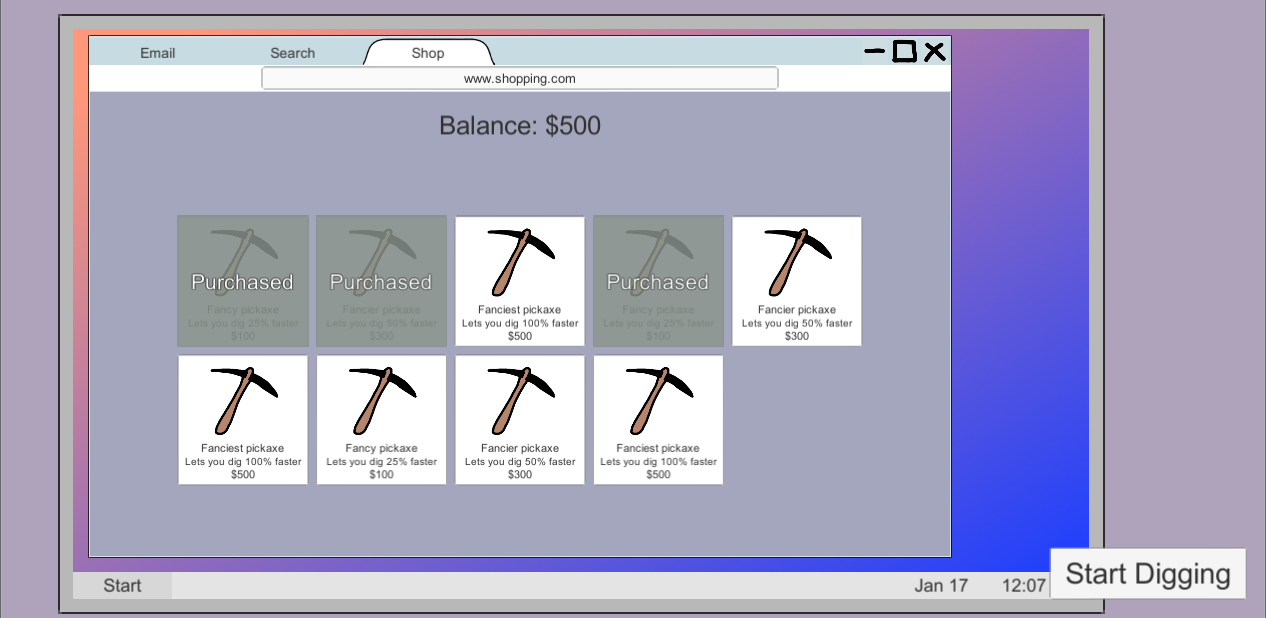 Email Search Shop
www.shopping.com
Balance: $500
Purchased
Fancy pickaxe
Lets you dig 25% faster
$100
Purchased
Fancier pickaxe
Lets you dig 50% faster
$300
Fanciest pickaxe
Lets you dig 100% faster
$500
Purchased
Fancy pickaxe
Lets you dig 25% faster
$100
Fancier pickaxe
Lets you dig 50% faster
$300
Fanciest pickaxe
Lets you dig 100% faster
$500
Fancy pickaxe
Lets you dig 25% faster
$100
Fancier pickaxe
Lets you dig 50% faster
$300
Fanciest pickaxe
Lets you dig 100% faster
$500
Start Jan 17 12:07
Start Digging